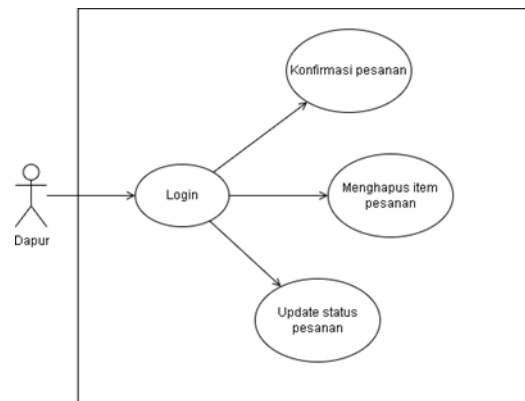 Konfirmasi pesanan
Login
Menghapus item
pesanan
Dapur
Update status
pesanan